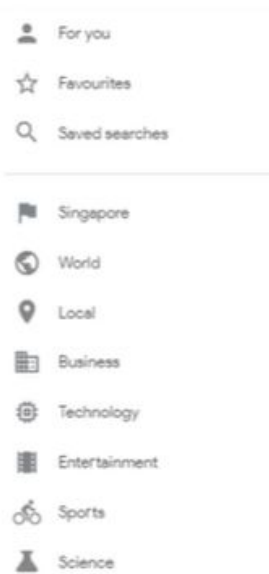 For you
Favourites
Saved searches
Singapore
World
Local
Business
Technology
Entertainment
Sports
Science